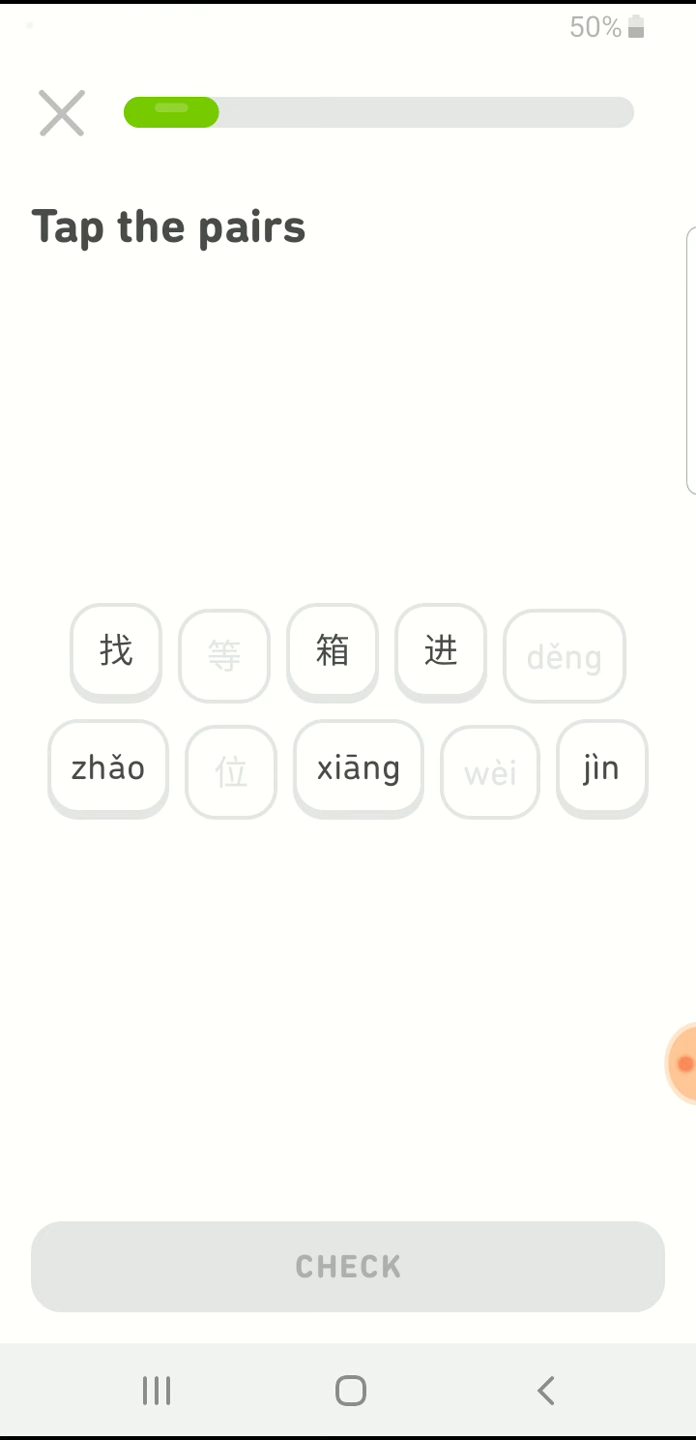 50%
Tap the pairs
找 等 箱 进 děng
zhǎo 位 xiāng wèi jìn
CHECK